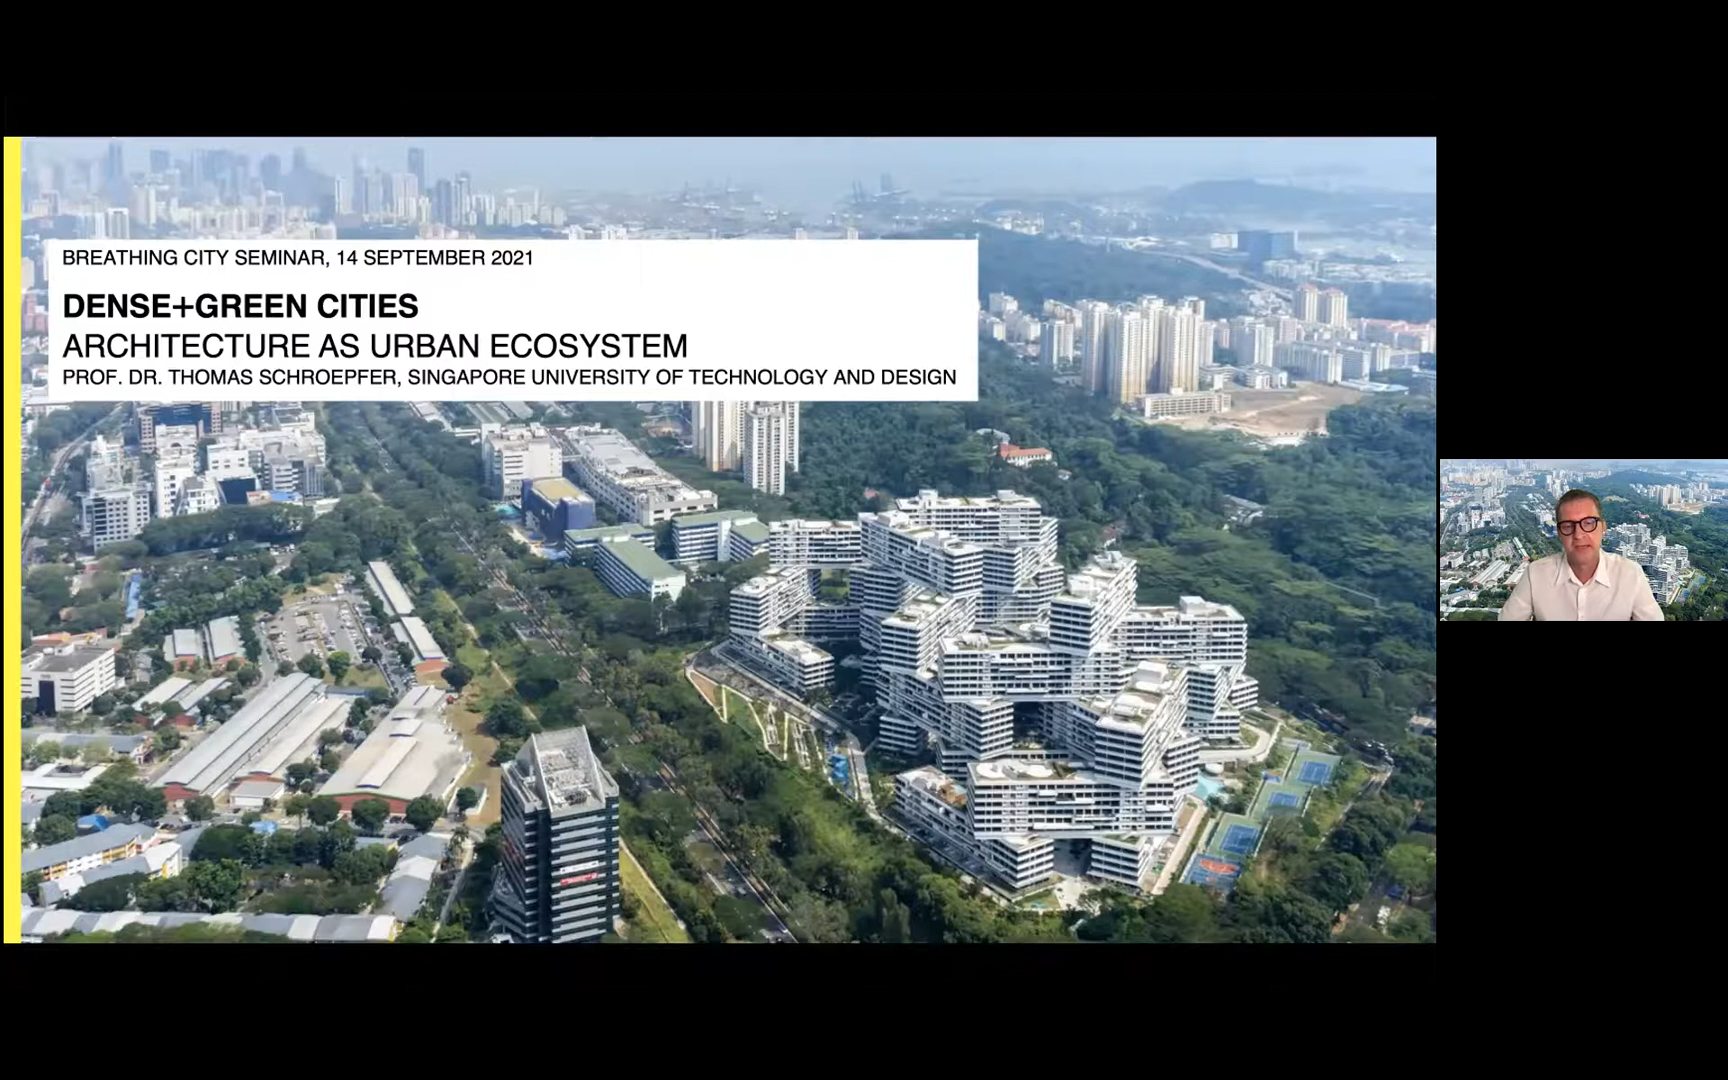 BREATHING CITY SEMINAR, 14 SEPTEMBER 2021
DENSE+GREEN CITIES
ARCHITECTURE AS URBAN ECOSYSTEM
PROF. DR. THOMAS SCHROEPFER, SINGAPORE UNIVERSITY OF TECHNOLOGY AND DESIGN